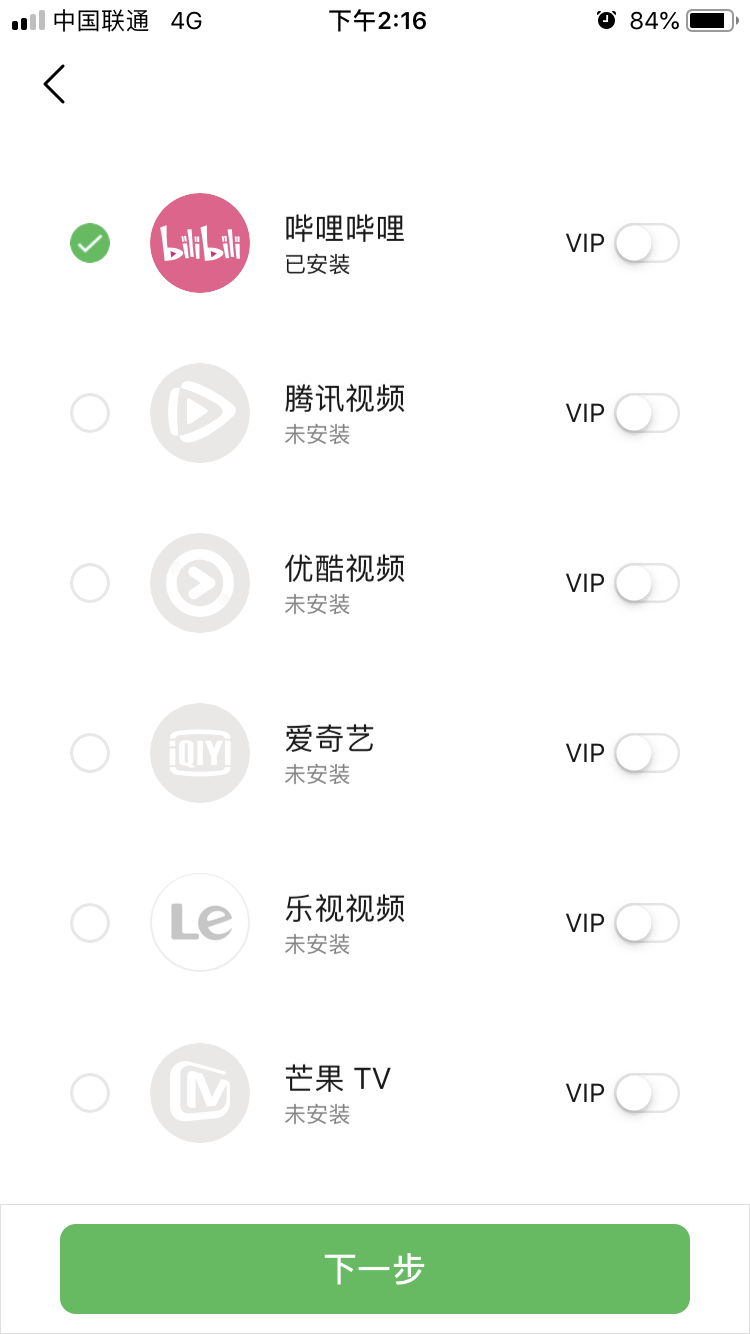 中国联通 4G 下午2:16 84%
bilibili
哔哩哔哩
已安装
VIP
腾讯视频
未安装
VIP
优酷视频
未安装
VIP
iQIYI
爱奇艺
未安装
VIP
Le
乐视视频
未安装
VIP
芒果 TV
未安装
VIP
下一步